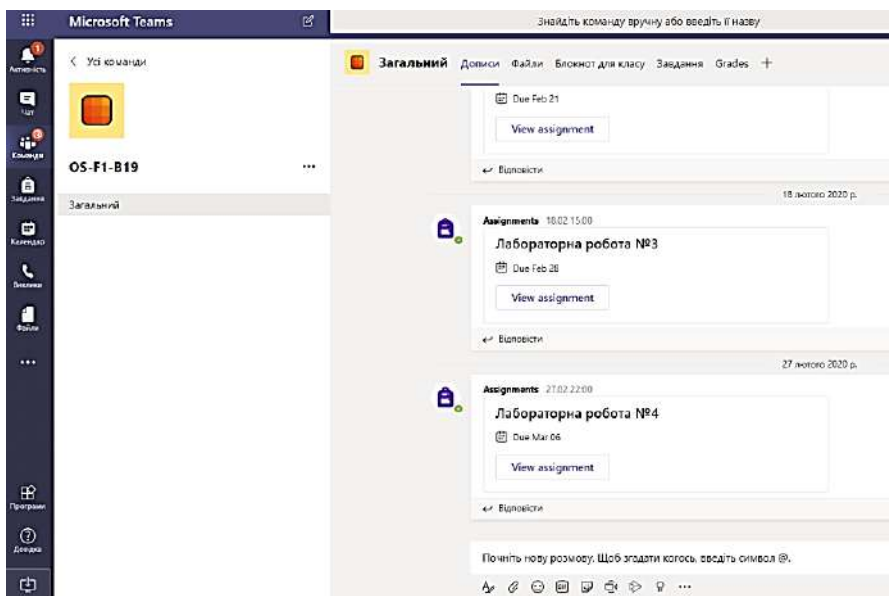 Microsoft Teams
Знайдіть команду вручну або введіть її назву
Активність
Чат
Команди
Завдання
Календар
Виклики
Файли
Програми
Довідка
Усі команди
OS-F1-B19
Загальний
Загальний Дописи Файли Блокнот для класу Завдання Grades
Due Feb 21
View assignment
Відповісти
18 лютого 2020 р.
Assignments 18.02 15:00
Лабораторна робота №3
Due Feb 28
View assignment
Відповісти
27 лютого 2020 р.
Assignments 27.02 22:00
Лабораторна робота №4
Due Mar 06
View assignment
Відповісти
Почніть нову розмову. Щоб згадати когось, введіть символ @.
GIF